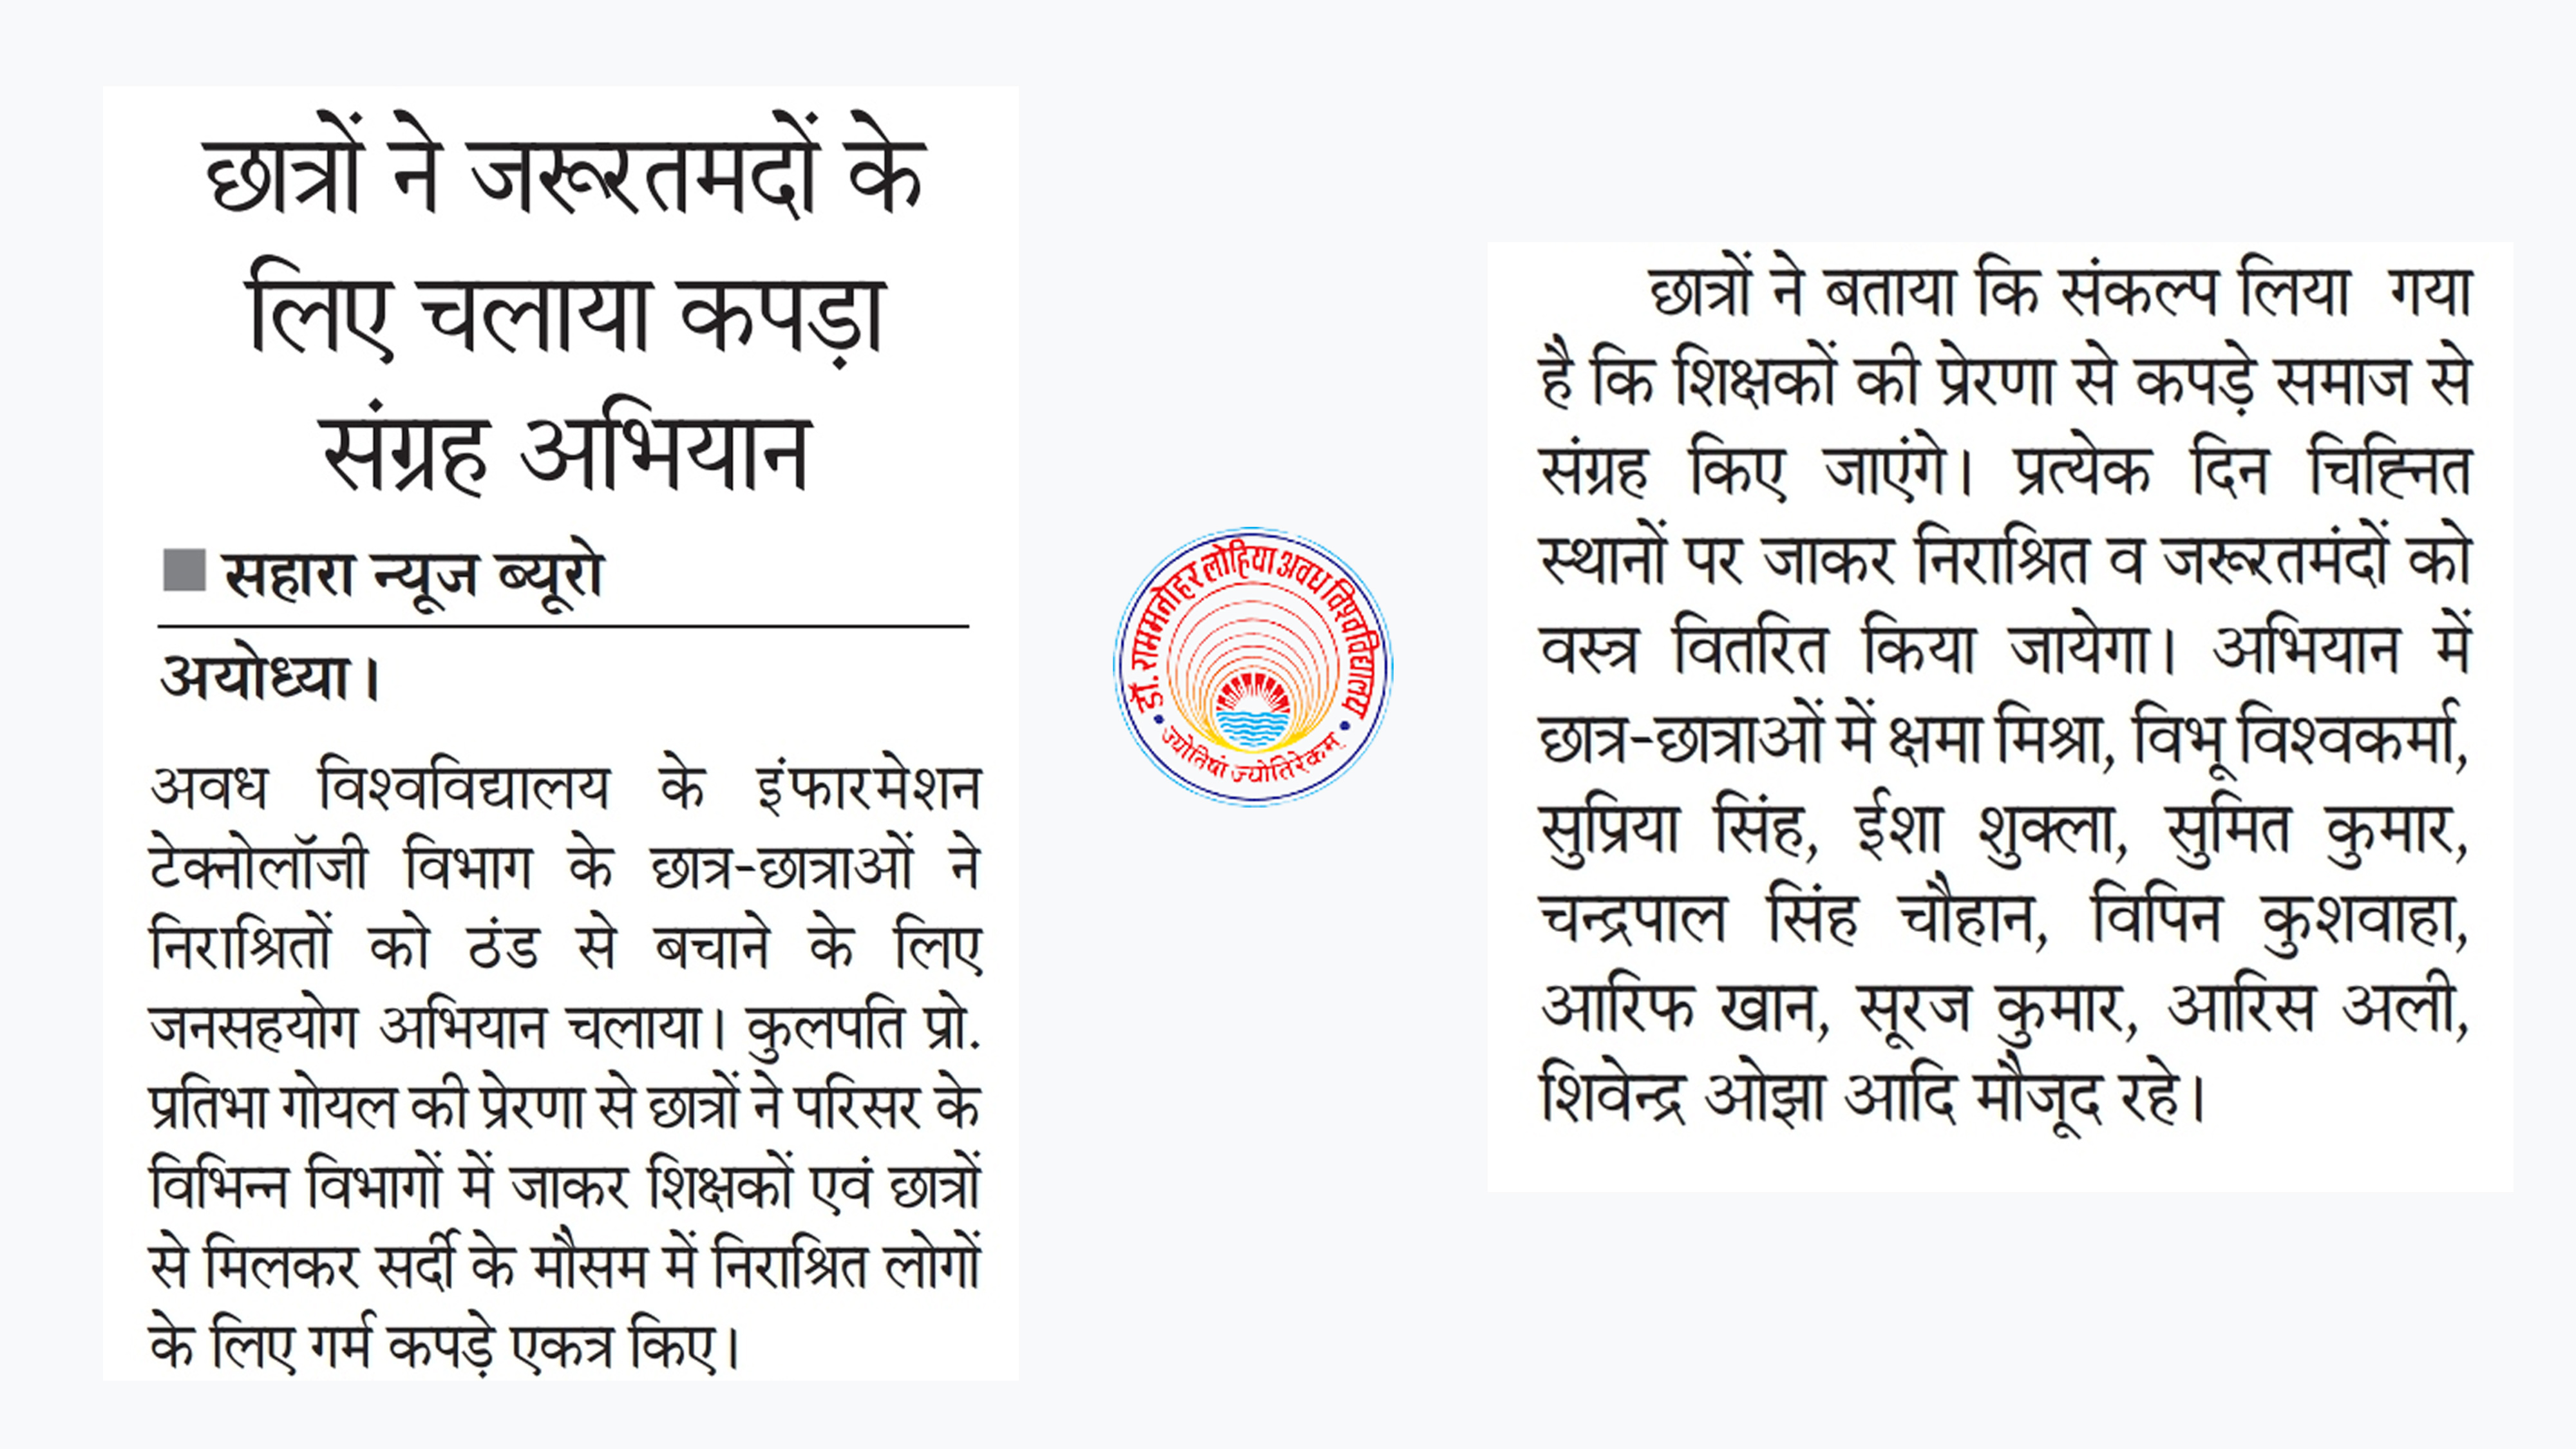 छात्रों ने जरूरतमदों के
लिए चलाया कपड़ा
संग्रह अभियान
सहारा न्यूज ब्यूरो
अयोध्या।
अवध विश्वविद्यालय के इंफारमेशन
टेक्नोलॉजी विभाग के छात्र-छात्राओं ने
निराश्रितों को ठंड से बचाने के लिए
जनसहयोग अभियान चलाया। कुलपति प्रो.
प्रतिभा गोयल की प्रेरणा से छात्रों ने परिसर के
विभिन्न विभागों में जाकर शिक्षकों एवं छात्रों
से मिलकर सर्दी के मौसम में निराश्रित लोगों
के लिए गर्म कपड़े एकत्र किए।
डॉ. राममनोहर लोहिया अवध विश्वविद्यालय
ज्योतिषां ज्योतिरेकम्
छात्रों ने बताया कि संकल्प लिया गया
है कि शिक्षकों की प्रेरणा से कपड़े समाज से
संग्रह किए जाएंगे। प्रत्येक दिन चिह्नित
स्थानों पर जाकर निराश्रित व जरूरतमंदों को
वस्त्र वितरित किया जायेगा। अभियान में
छात्र-छात्राओं में क्षमा मिश्रा, विभू विश्वकर्मा,
सुप्रिया सिंह, ईशा शुक्ला, सुमित कुमार,
चन्द्रपाल सिंह चौहान, विपिन कुशवाहा,
आरिफ खान, सूरज कुमार, आरिस अली,
शिवेन्द्र ओझा आदि मौजूद रहे।